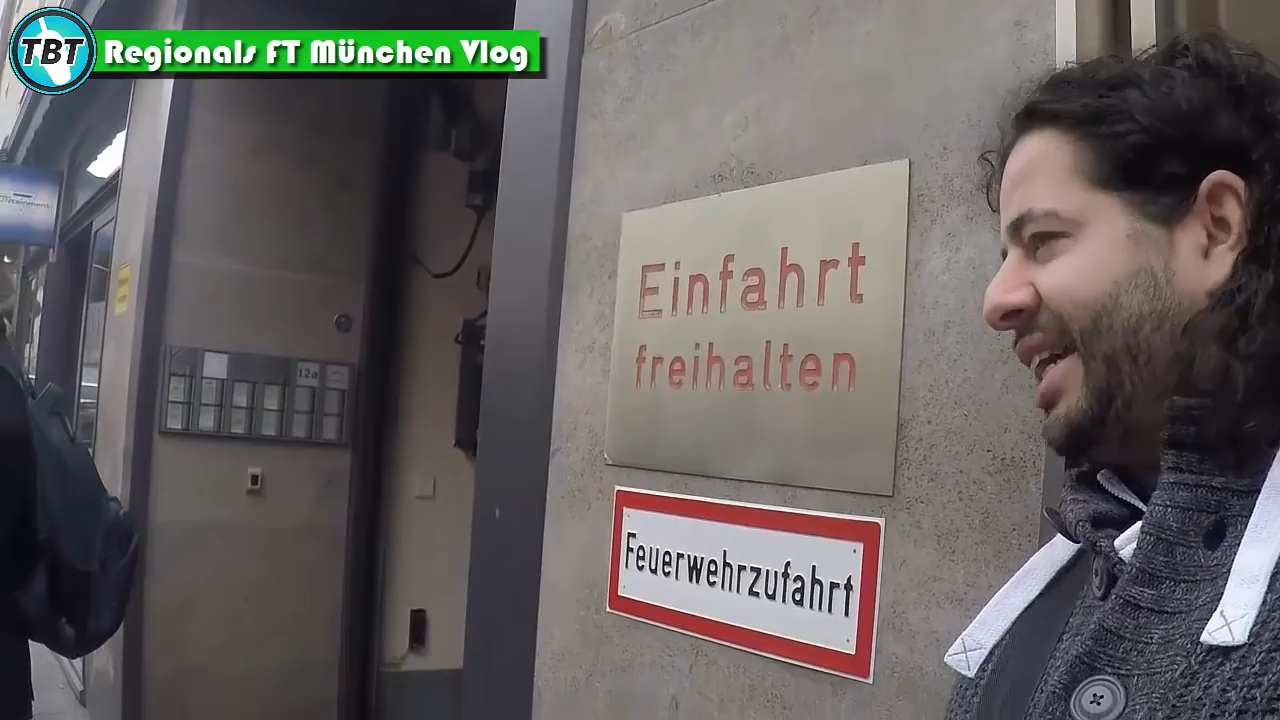 TBT
Regionals FT München Vlog
12a
Einfahrt
freihalten
Feuerwehrzufahrt